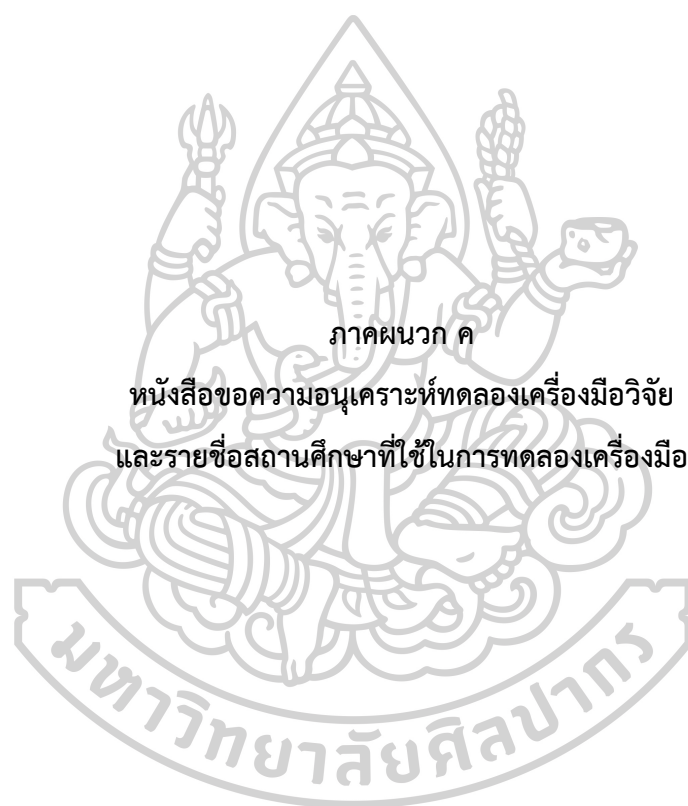 ภาคผนวก ค
หนังสือขอความอนุเคราะห์ทดลองเครื่องมือวิจัย
และรายชื่อสถานศึกษาที่ใช้ในการทดลองเครื่องมือ
มหาวิทยาลัยศิลปากร